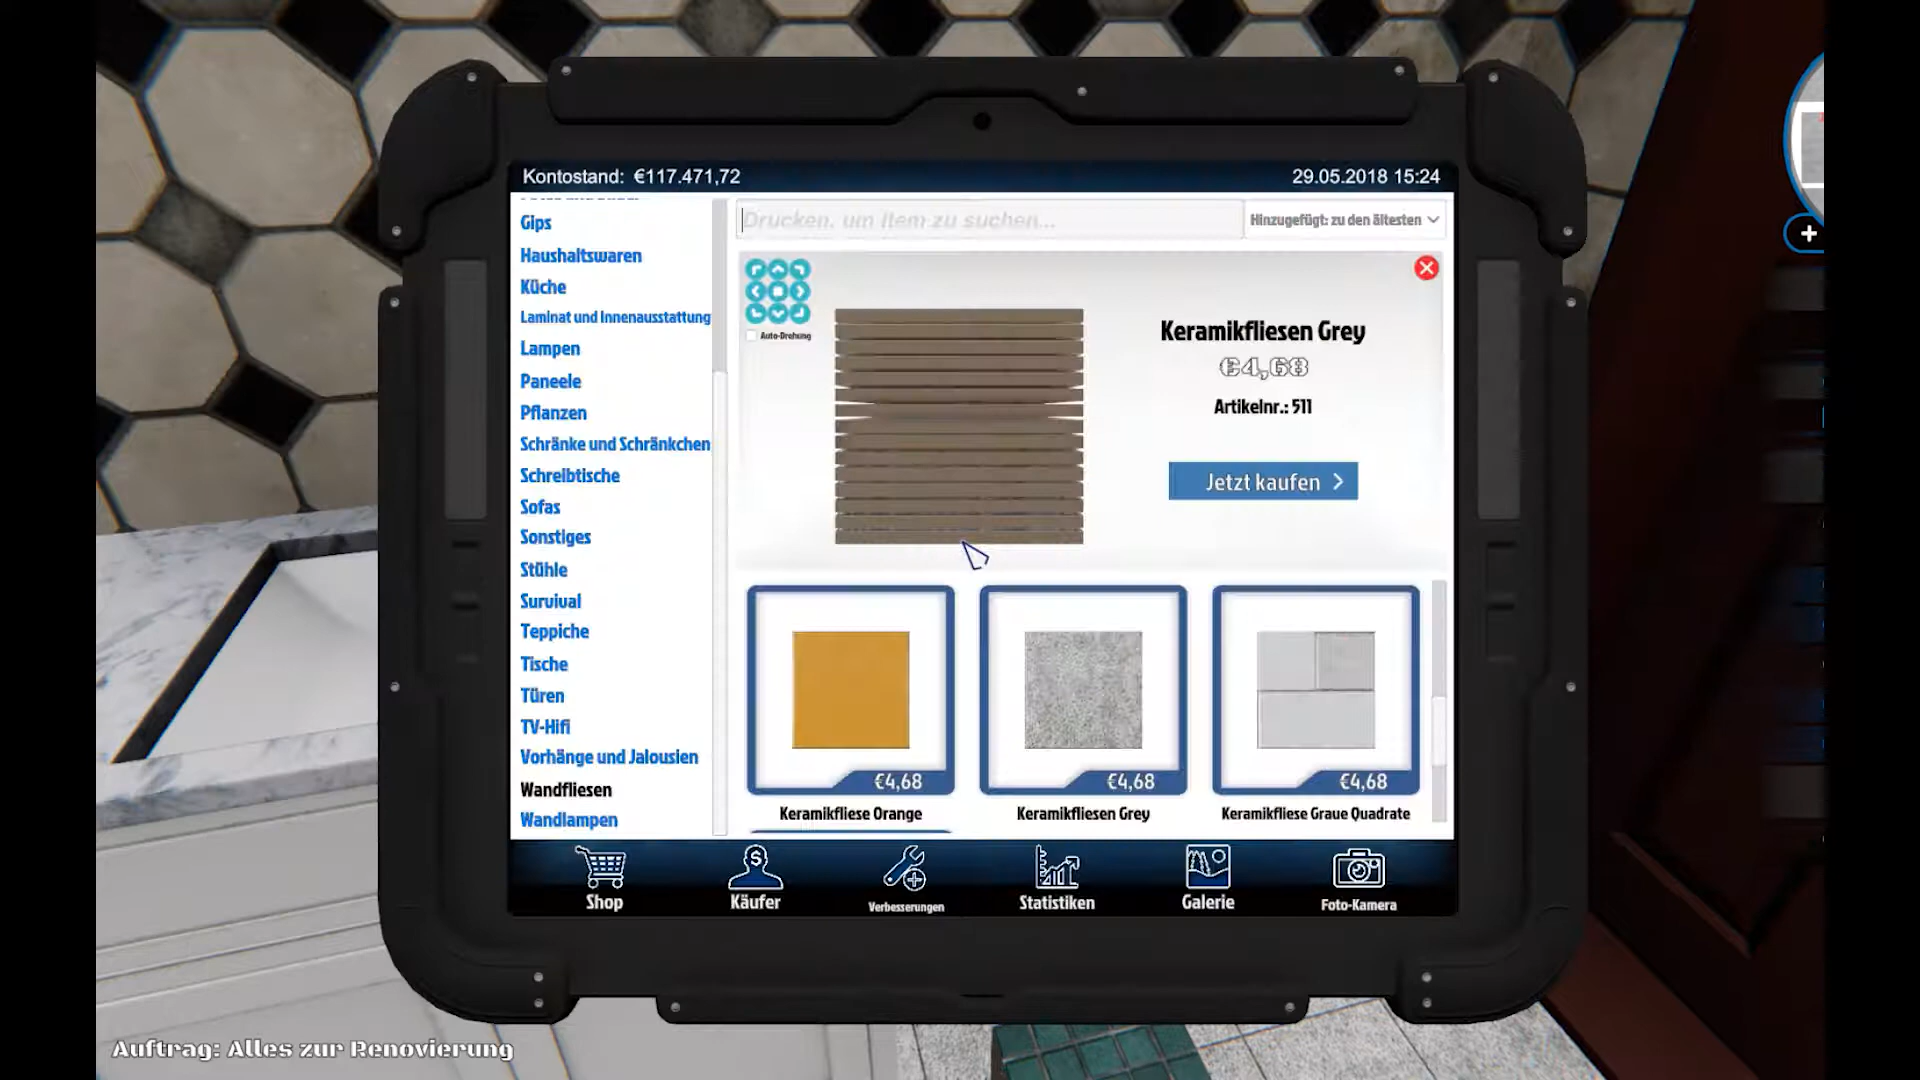 Kontostand: €117.471,72
29.05.2018 15:24
Gips
Haushaltswaren
Küche
Laminat und Innenausstattung
Lampen
Paneele
Pflanzen
Schränke und Schränkchen
Schreibtische
Sofas
Sonstiges
Stühle
Survival
Teppiche
Tische
Türen
TV-Hifi
Vorhänge und Jalousien
Wandfliesen
Wandlampen
Drucken, um Item zu suchen...
Hinzugefügt: zu den ältesten
Auto-Drehung
Keramikfliesen Grey
€4,68
Artikelnr.: 511
Jetzt kaufen
€4,68
€4,68
€4,68
Keramikfliese Orange
Keramikfliesen Grey
Keramikfliese Graue Quadrate
Shop
Käufer
Verbesserungen
Statistiken
Galerie
Foto-Kamera
Auftrag: Alles zur Renovierung